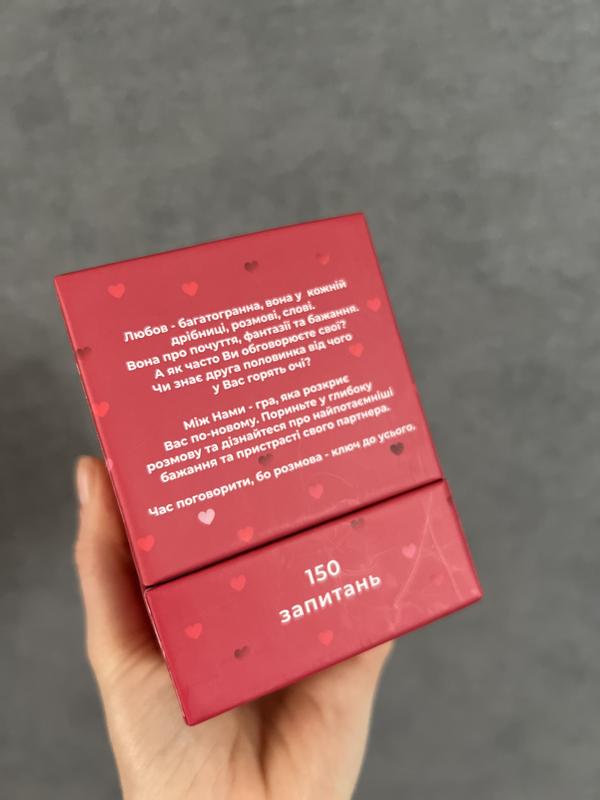 Любов - багатогранна, вона у кожній
дрібниці, розмові, слові.
Вона про почуття, фантазії та бажання.
А як часто Ви обговорюєте свої?
Чи знає друга половинка від чого
у Вас горять очі?
Між Нами - гра, яка розкриє
Вас по-новому. Пориньте у глибоку
розмову та дізнайтеся про найпотаємніші
бажання та пристрасті свого партнера.
Час поговорити, бо розмова - ключ до усього.
150
запитань